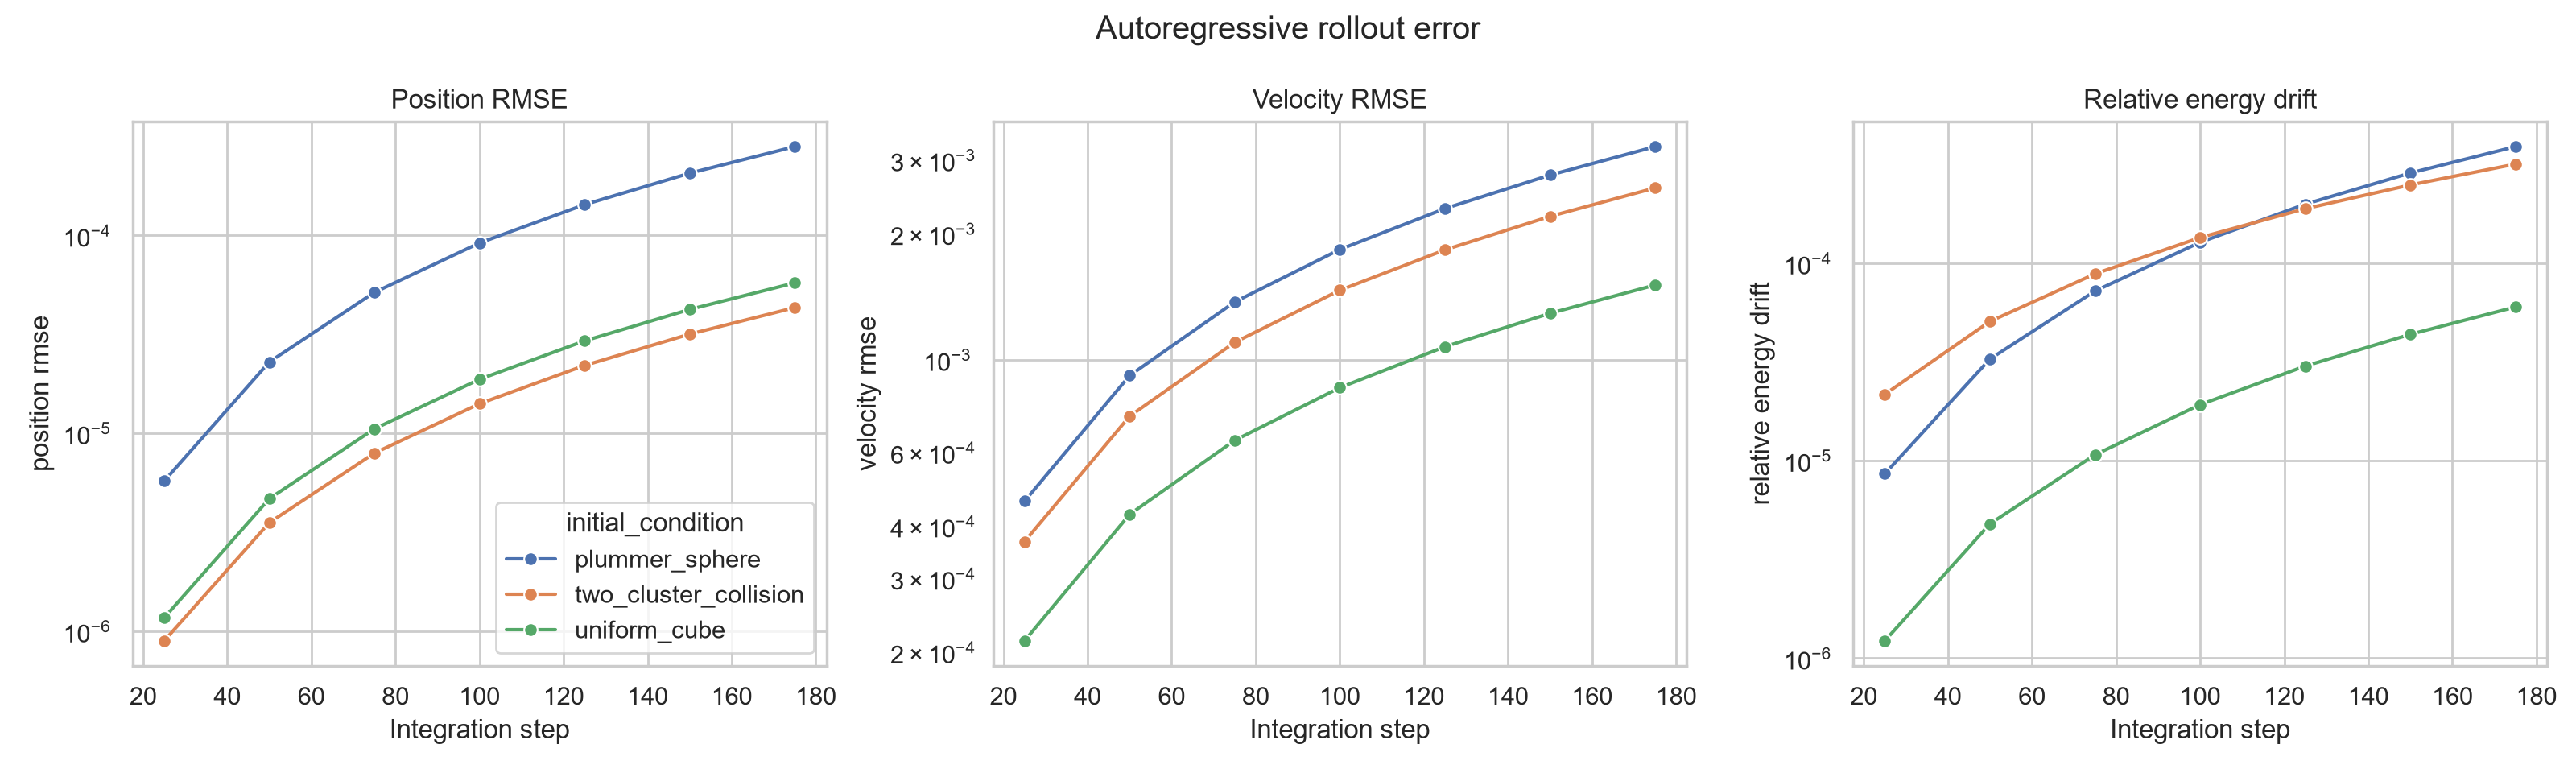 Autoregressive rollout error
Position RMSE
position rmse
10⁻⁴
10⁻⁵
10⁻⁶
20 40 60 80 100 120 140 160 180
Integration step
initial_condition
plummer_sphere
two_cluster_collision
uniform_cube
Velocity RMSE
velocity rmse
3 × 10⁻³
2 × 10⁻³
10⁻³
6 × 10⁻⁴
4 × 10⁻⁴
3 × 10⁻⁴
2 × 10⁻⁴
20 40 60 80 100 120 140 160 180
Integration step
Relative energy drift
relative energy drift
10⁻⁴
10⁻�5
10⁻⁶
20 40 60 80 100 120 140 160 180
Integration step